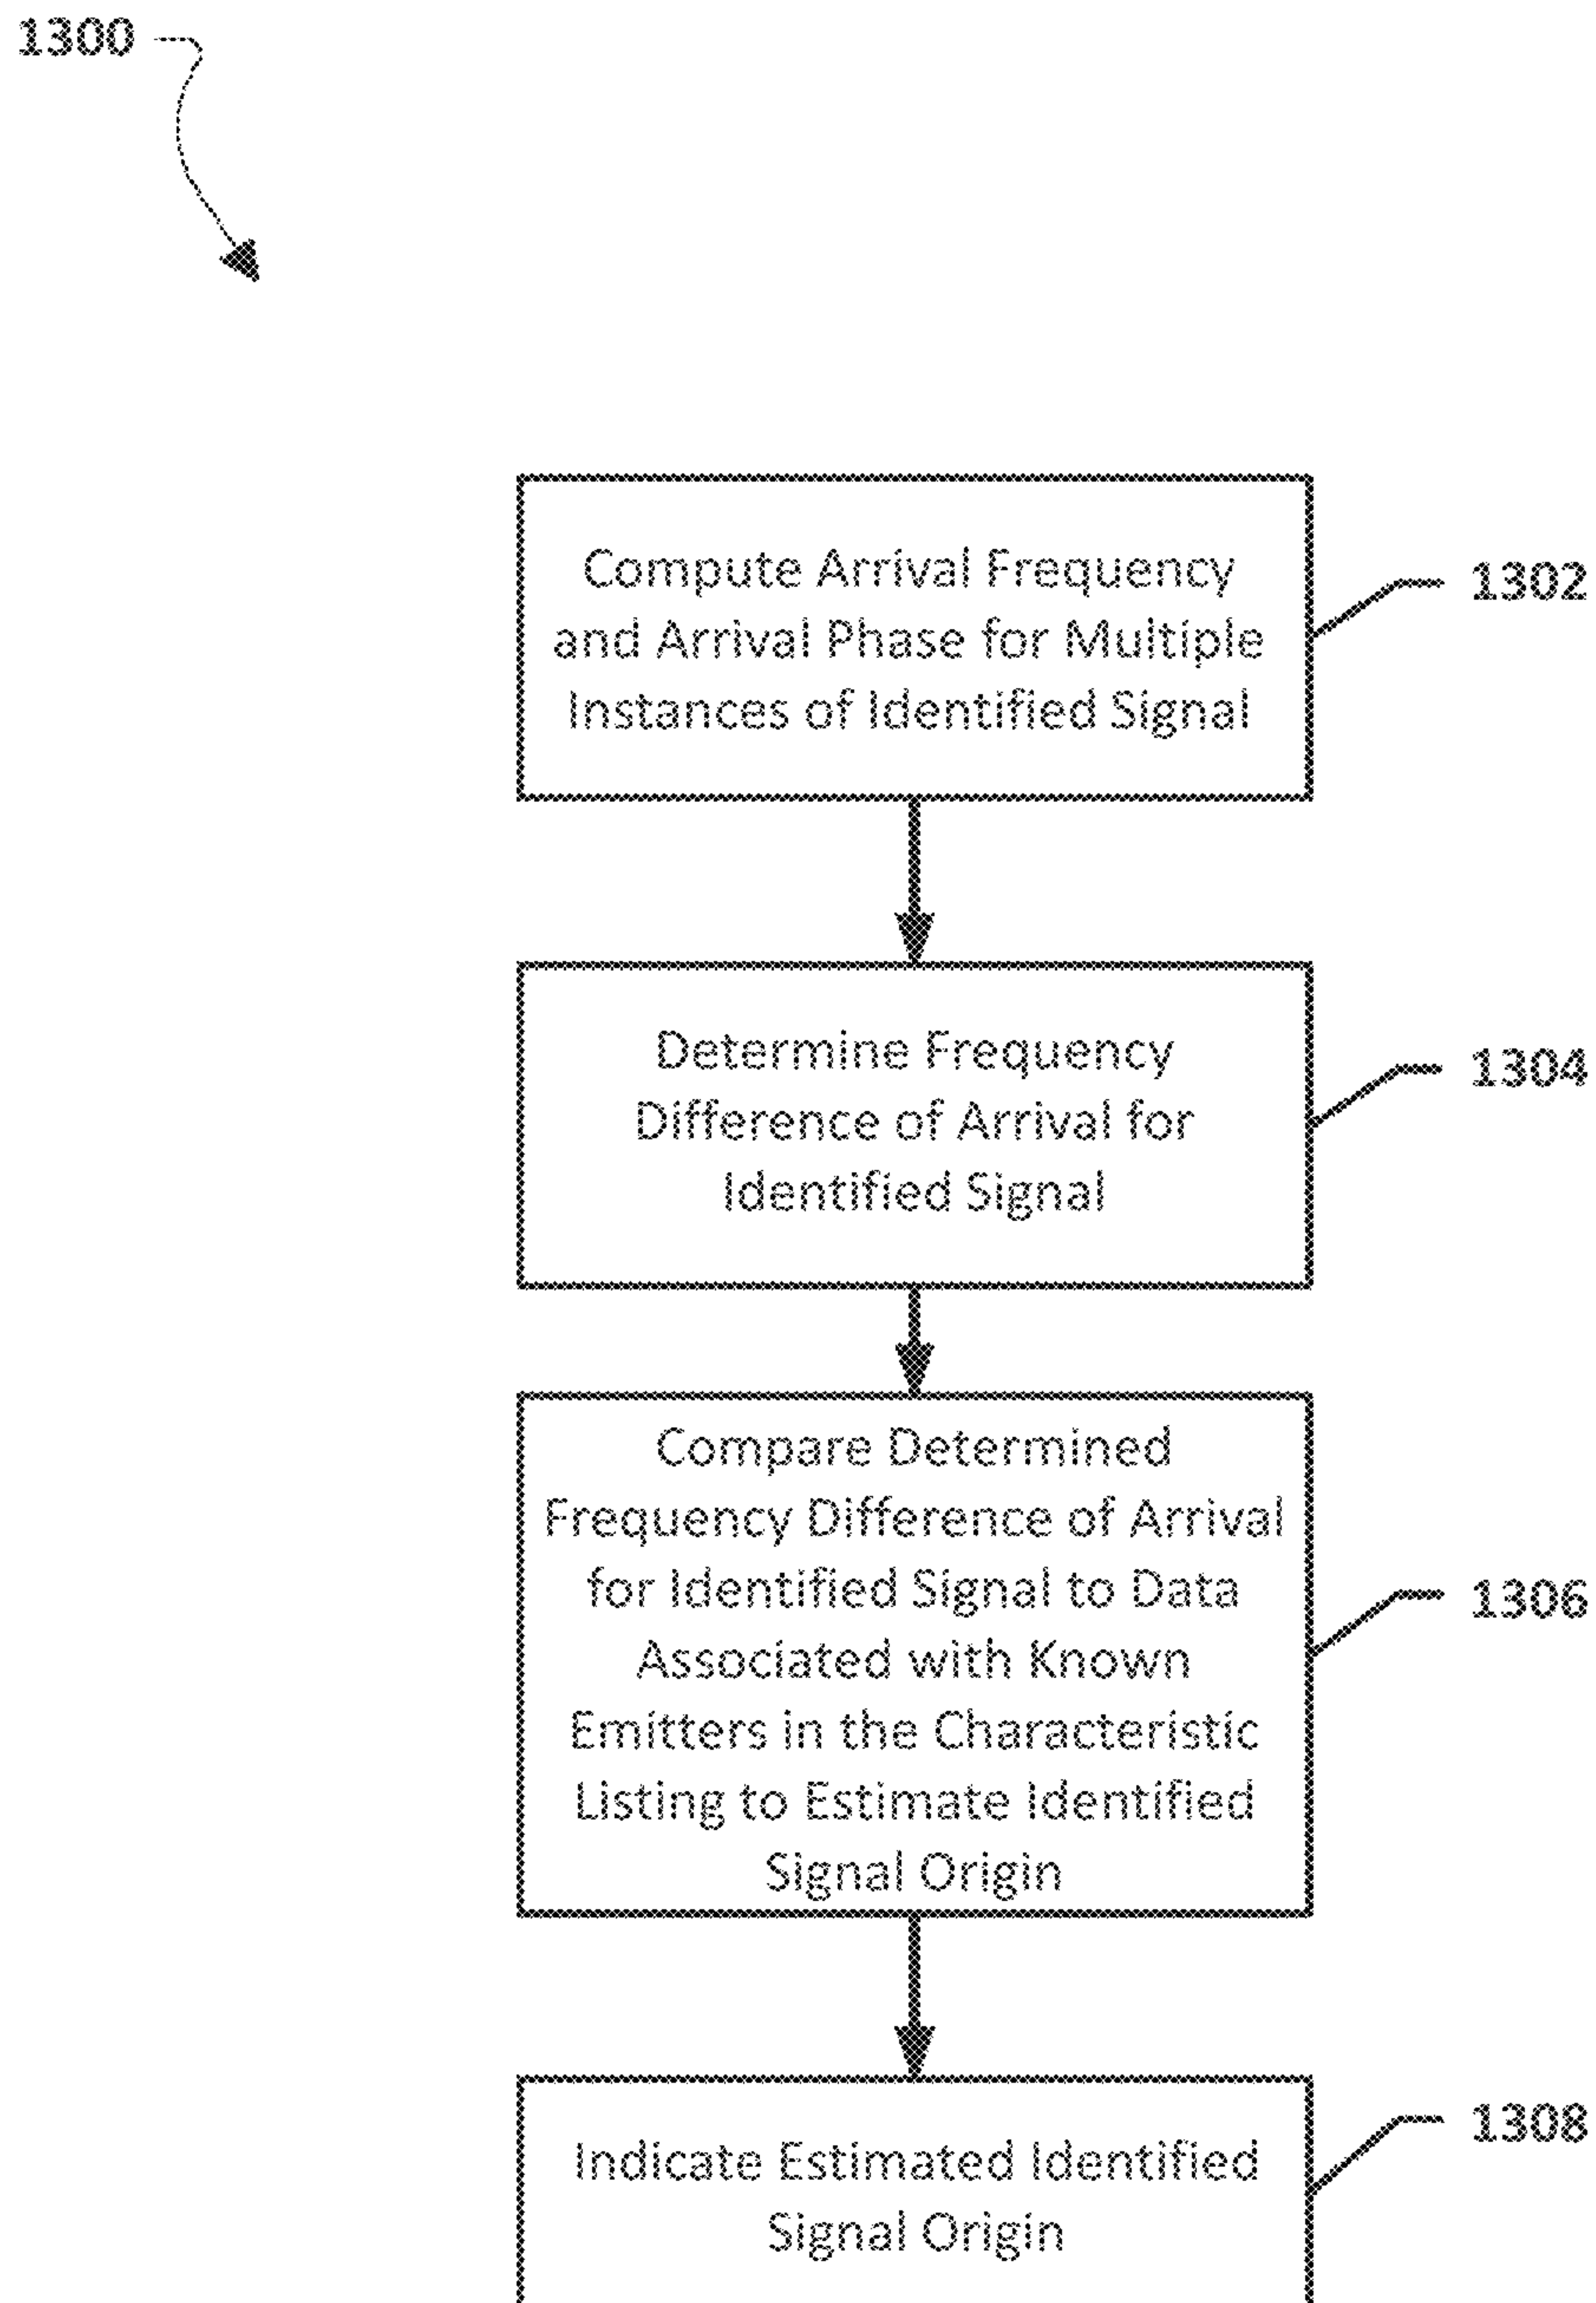 1300
Compute Arrival Frequency
and Arrival Phase for Multiple
Instances of Identified Signal
1302
Determine Frequency
Difference of Arrival for
Identified Signal
1304
Compare Determined
Frequency Difference of Arrival
for Identified Signal to Data
Associated with Known
Emitters in the Characteristic
Listing to Estimate Identified
Signal Origin
1306
Indicate Estimated Identified
Signal Origin
1308